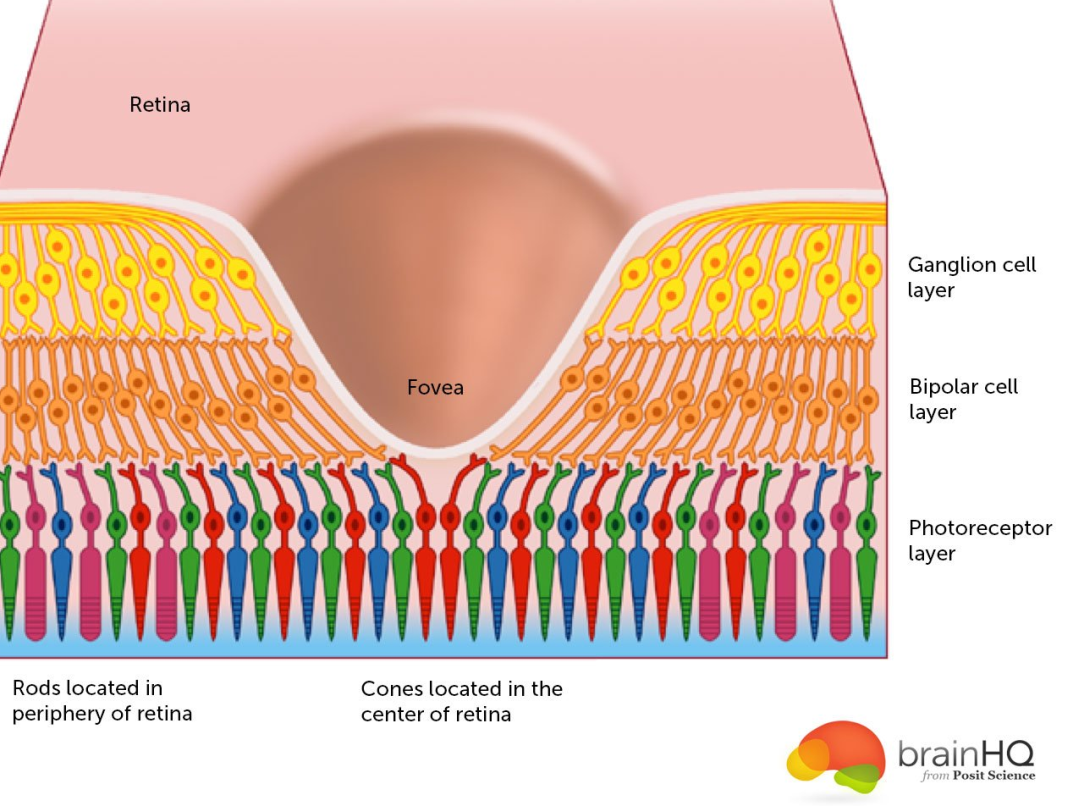 Retina
Ganglion cell
layer
Fovea
Bipolar cell
layer
Photoreceptor
layer
Rods located in
periphery of retina
Cones located in the
center of retina
brainHQ
from Posit Science